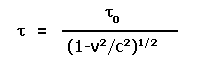 τ = τ₀
(1-v²/c²)¹/²